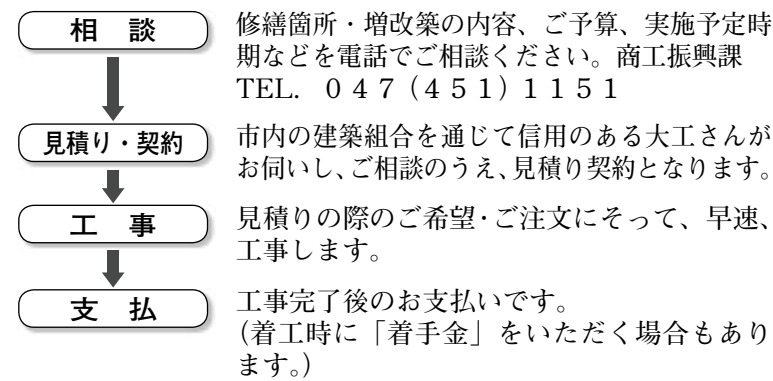 相　談
修繕箇所・増改築の内容、ご予算、実施予定時
期などを電話でご相談ください。商工振興課
TEL.　０４７（４５１）１１５１
見積り・契約
市内の建築組合を通じて信用のある大工さんが
お伺いし、ご相談のうえ、見積り契約となります。
工　事
見積りの際のご希望・ご注文にそって、早速、
工事します。
支　払
工事完了後のお支払いです。
（着工時に「着手金」をいただく場合もあり
ます。）